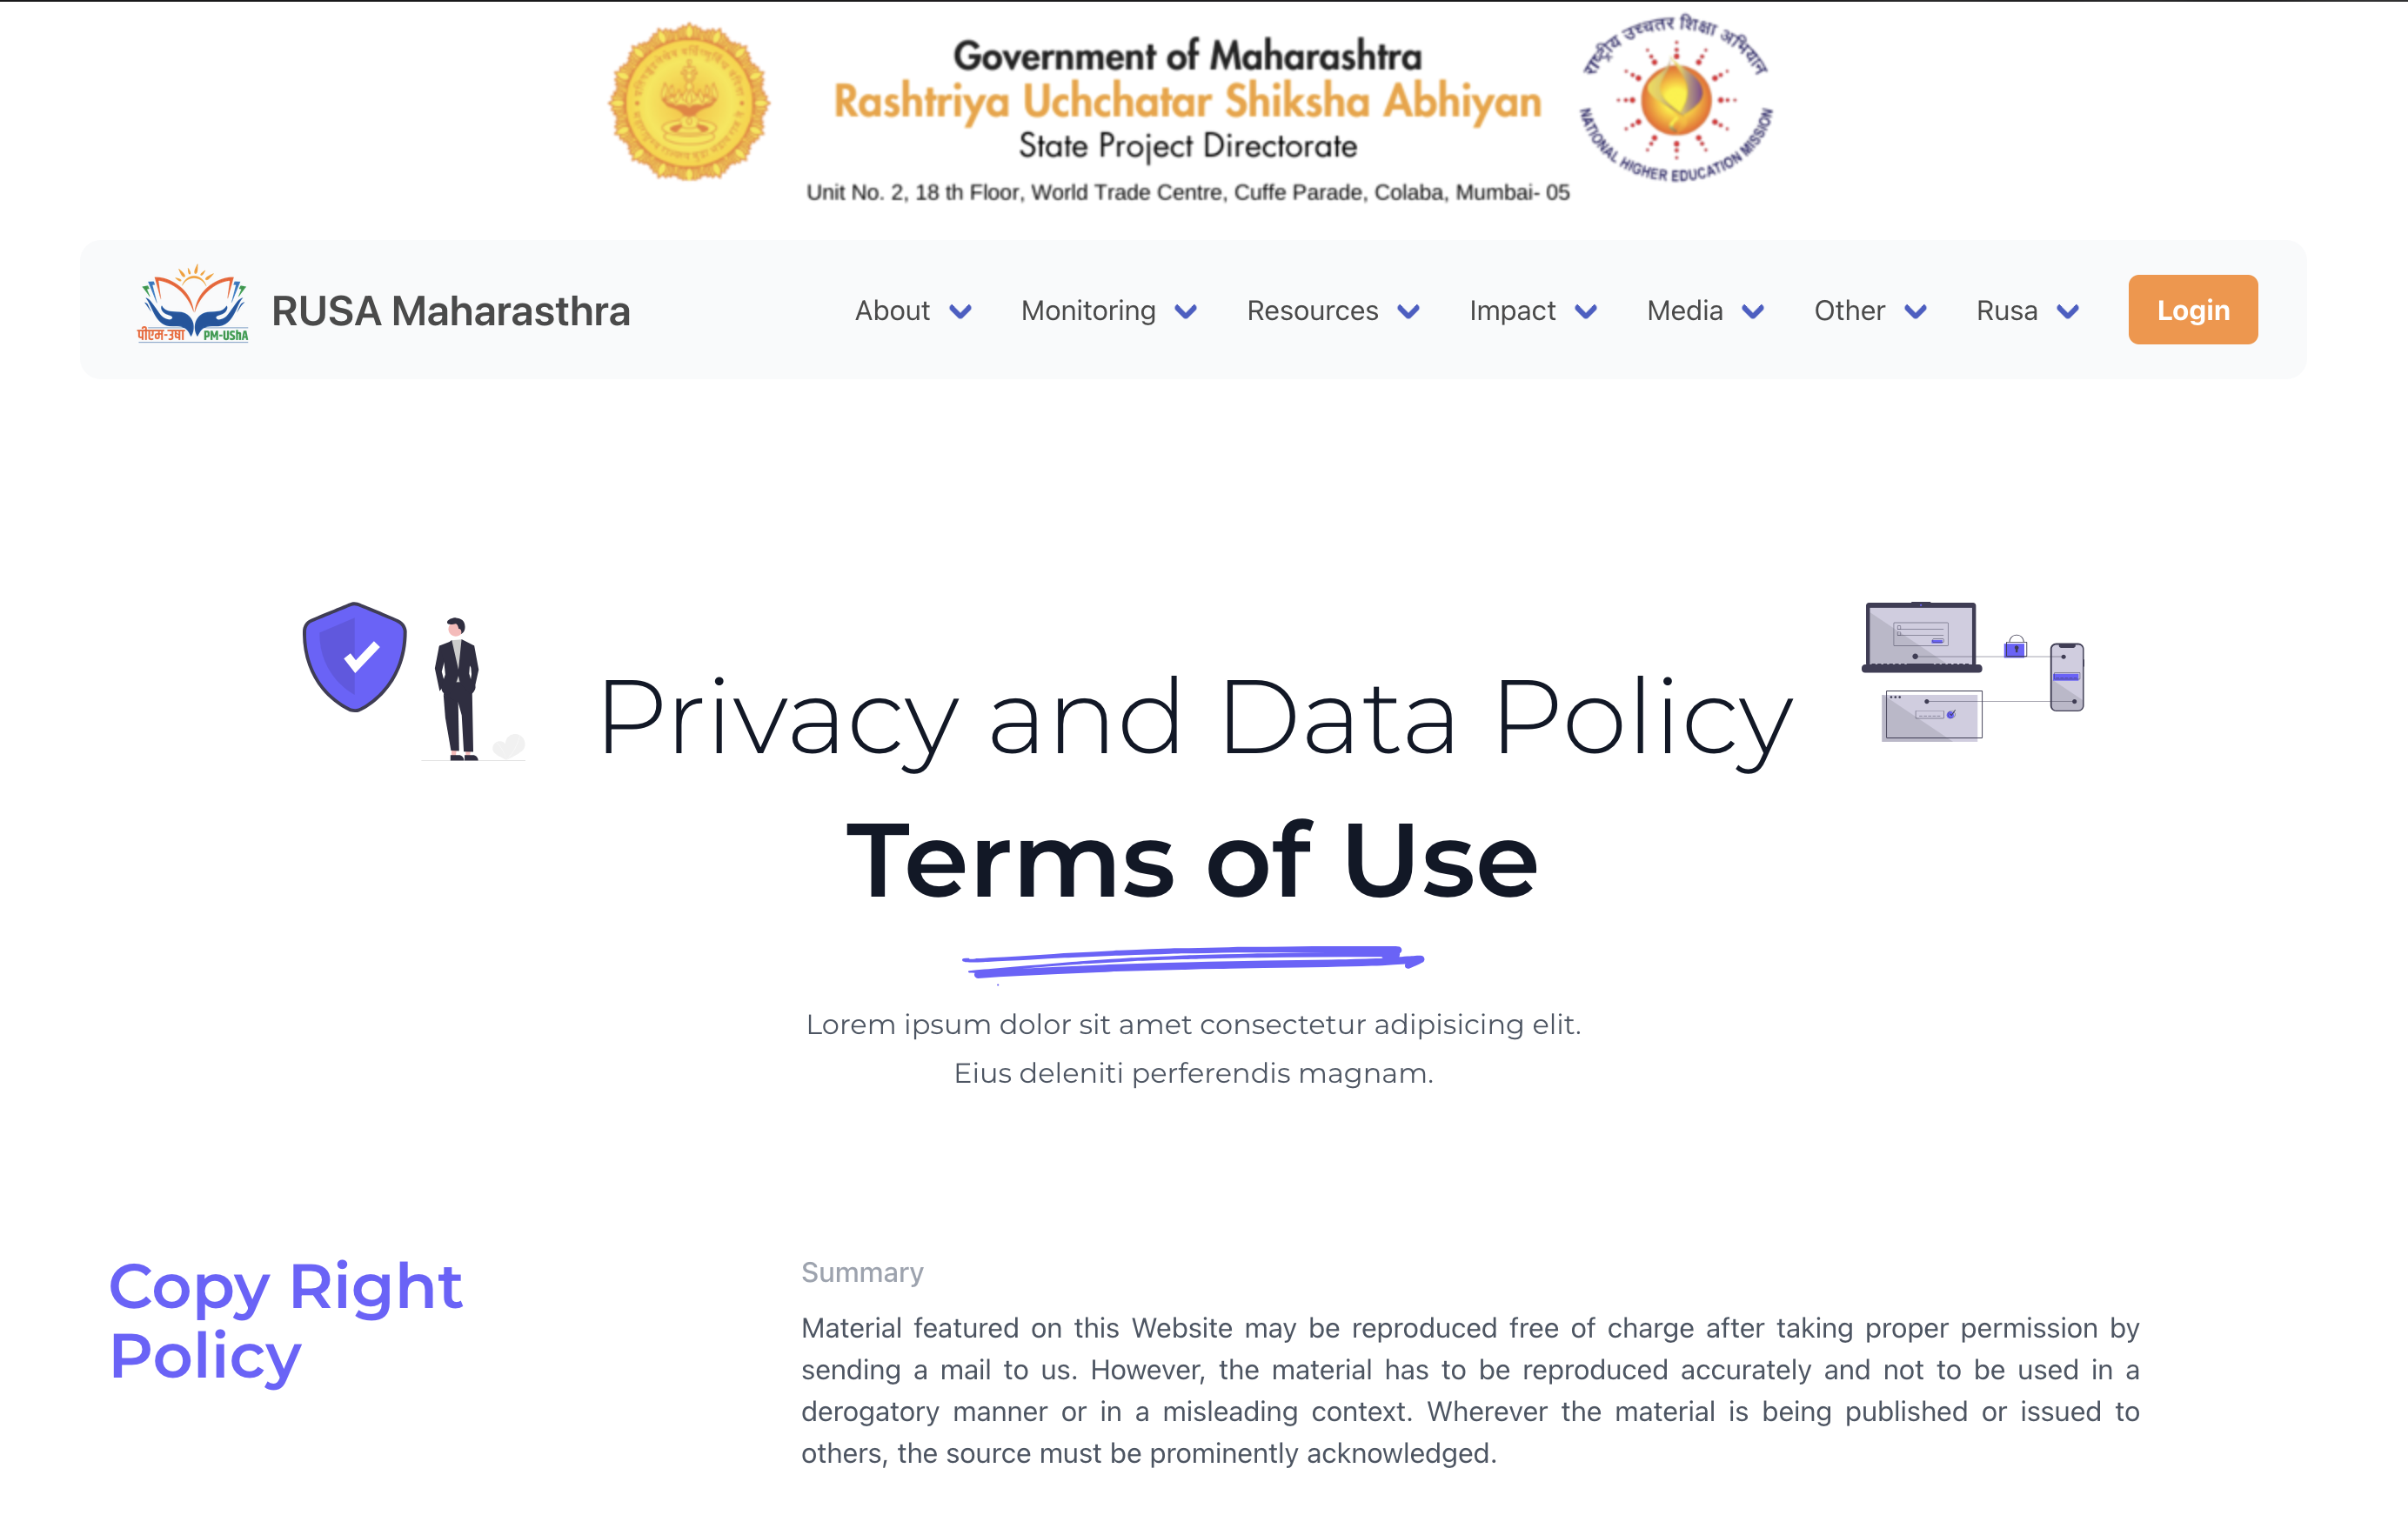 Government of Maharashtra
Rashtriya Uchchatar Shiksha Abhiyan
State Project Directorate
Unit No. 2, 18 th Floor, World Trade Centre, Cuffe Parade, Colaba, Mumbai- 05
राष्ट्रीय उच्चतर शिक्षा अभियान
NATIONAL HIGHER EDUCATION MISSION
पीएम-उषा PM-UShA
RUSA Maharasthra
About Monitoring Resources Impact Media Other Rusa Login
Privacy and Data Policy
Terms of Use
Lorem ipsum dolor sit amet consectetur adipisicing elit.
Eius deleniti perferendis magnam.
Copy Right
Policy
Summary
Material featured on this Website may be reproduced free of charge after taking proper permission by
sending a mail to us. However, the material has to be reproduced accurately and not to be used in a
derogatory manner or in a misleading context. Wherever the material is being published or issued to
others, the source must be prominently acknowledged.